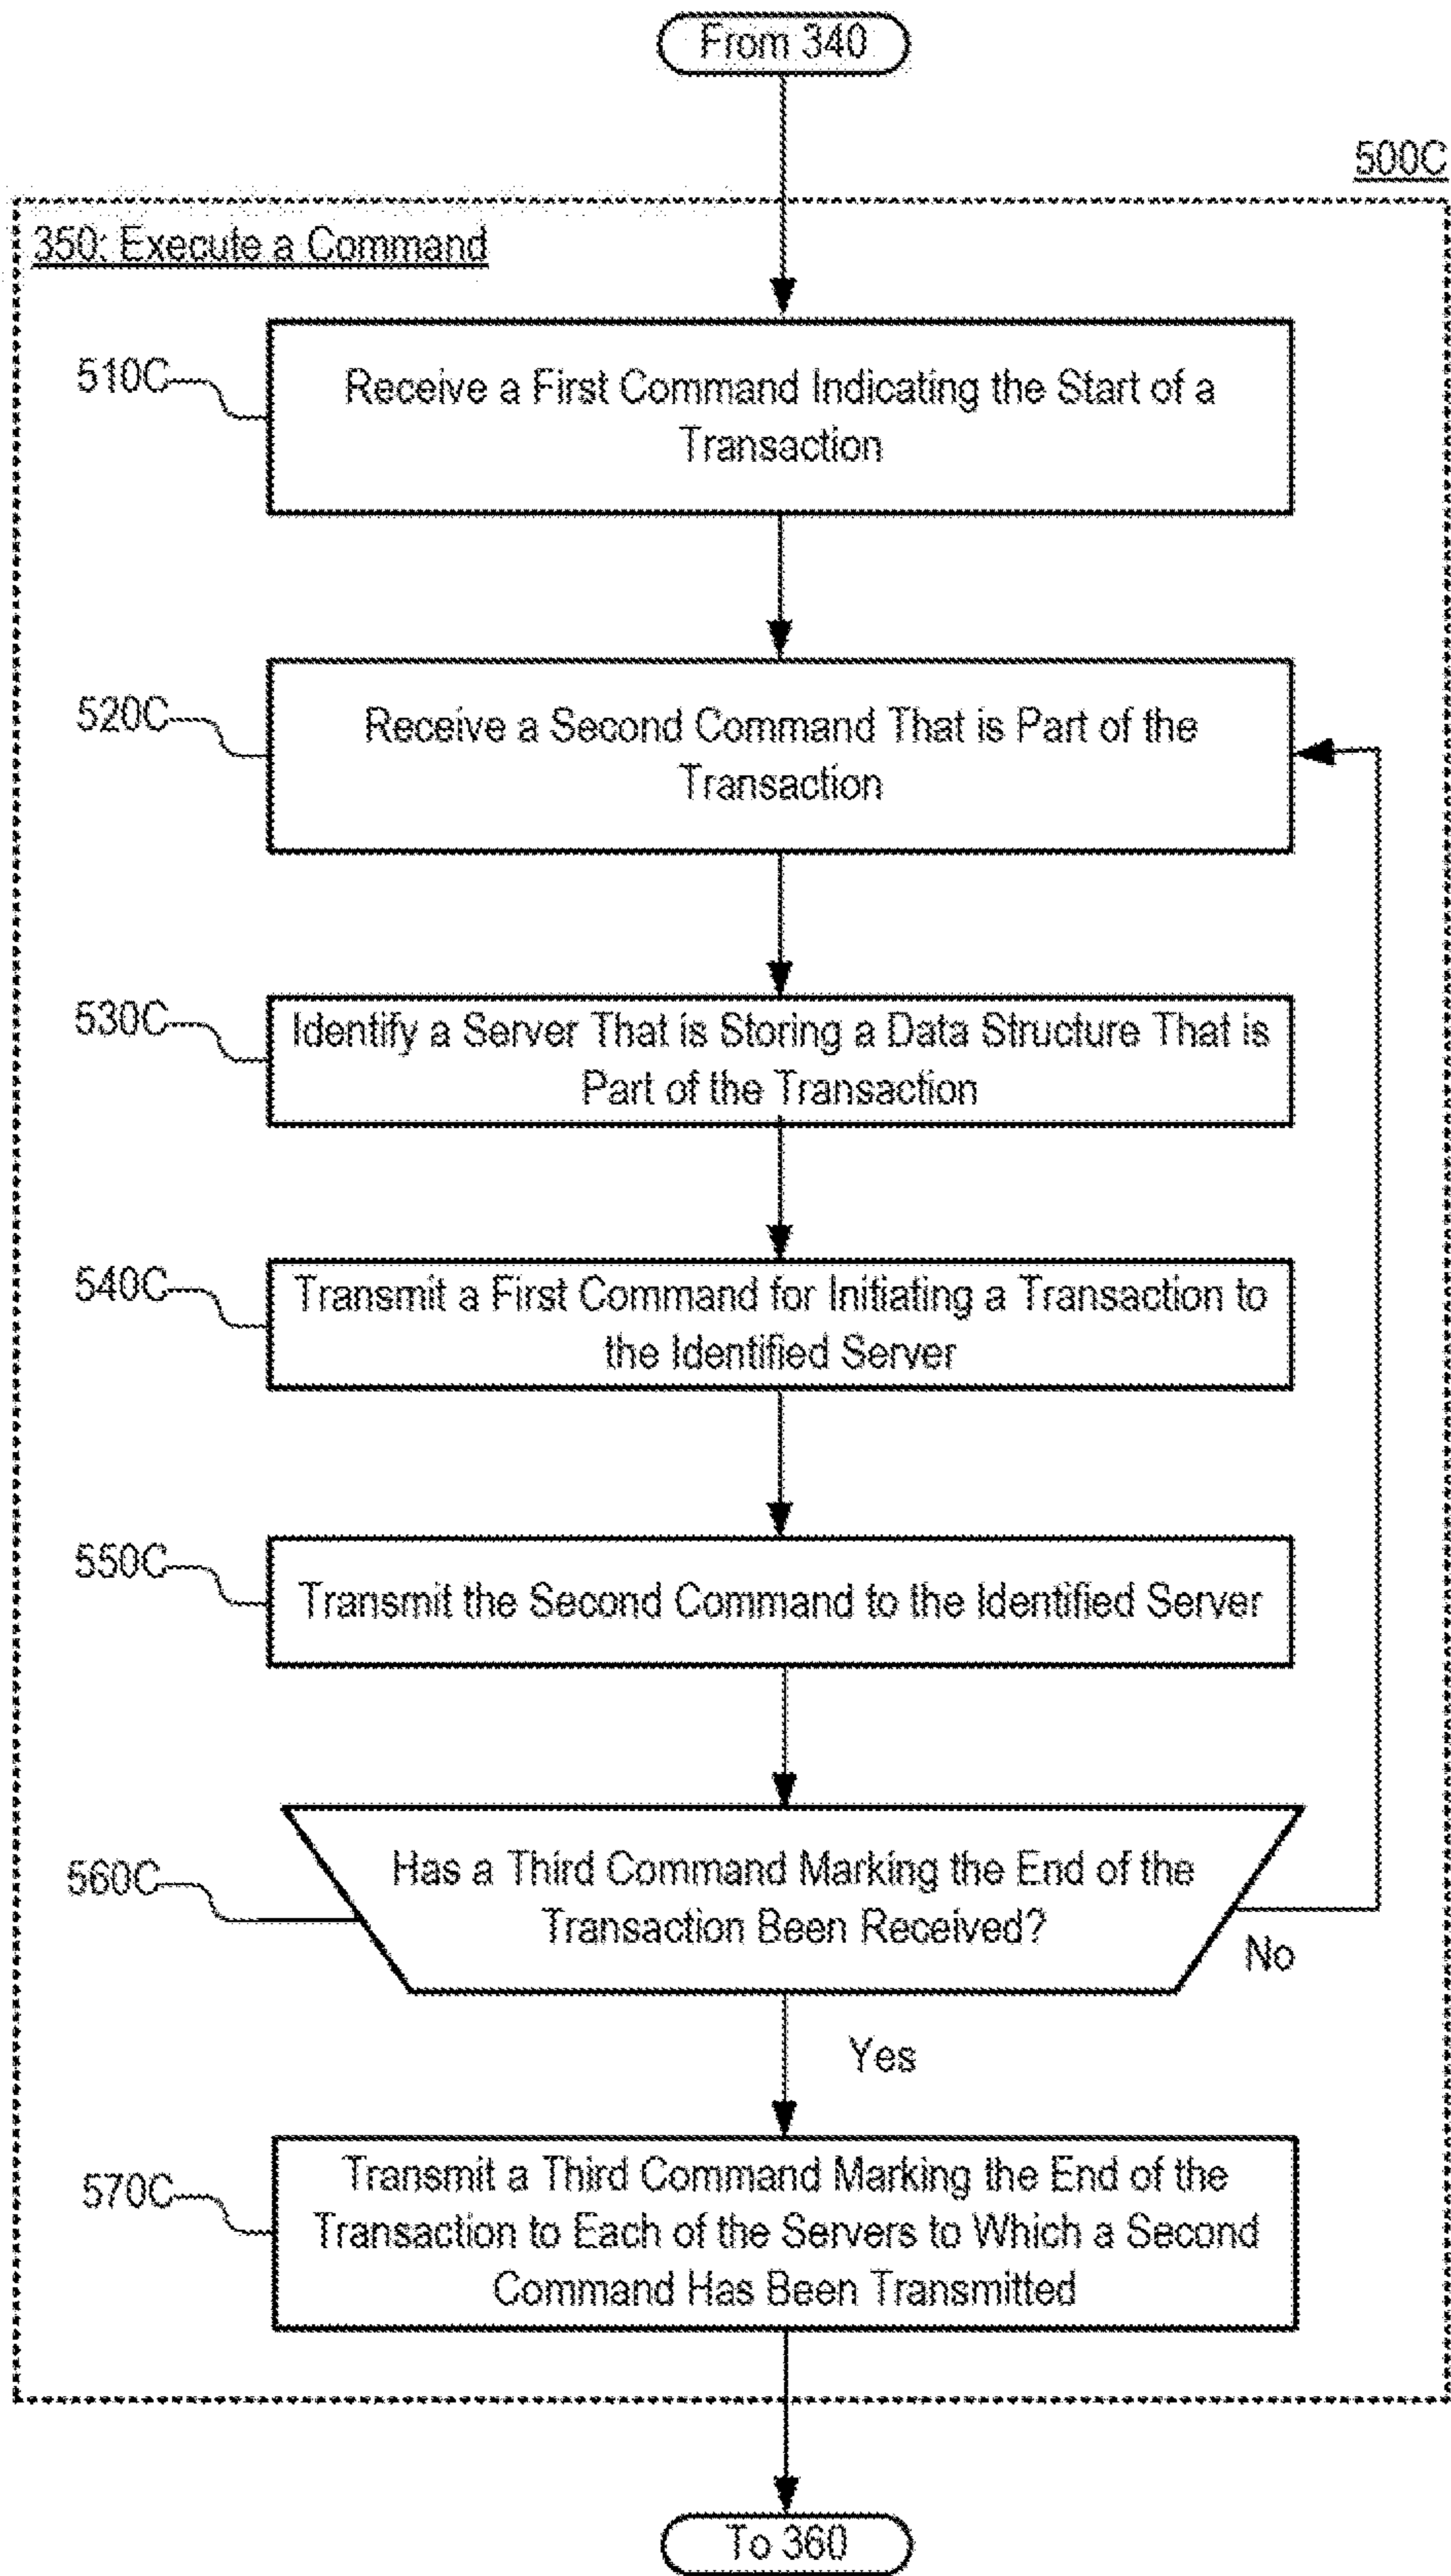 From 340
500C
350: Execute a Command
510C
Receive a First Command Indicating the Start of a
Transaction
520C
Receive a Second Command That is Part of the
Transaction
530C
Identify a Server That is Storing a Data Structure That is
Part of the Transaction
540C
Transmit a First Command for Initiating a Transaction to
the Identified Server
550C
Transmit the Second Command to the Identified Server
560C
Has a Third Command Marking the End of the
Transaction Been Received?
No
Yes
570C
Transmit a Third Command Marking the End of the
Transaction to Each of the Servers to Which a Second
Command Has Been Transmitted
To 360